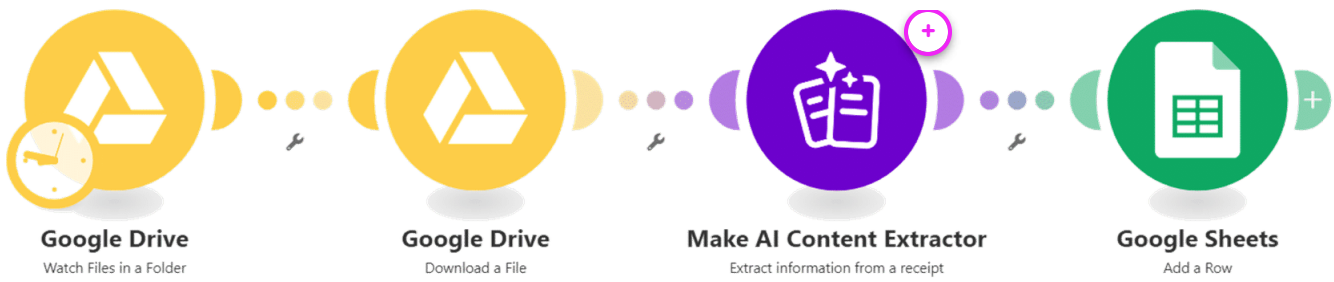 Google Drive
Watch Files in a Folder
Google Drive
Download a File
Make AI Content Extractor
Extract information from a receipt
Google Sheets
Add a Row